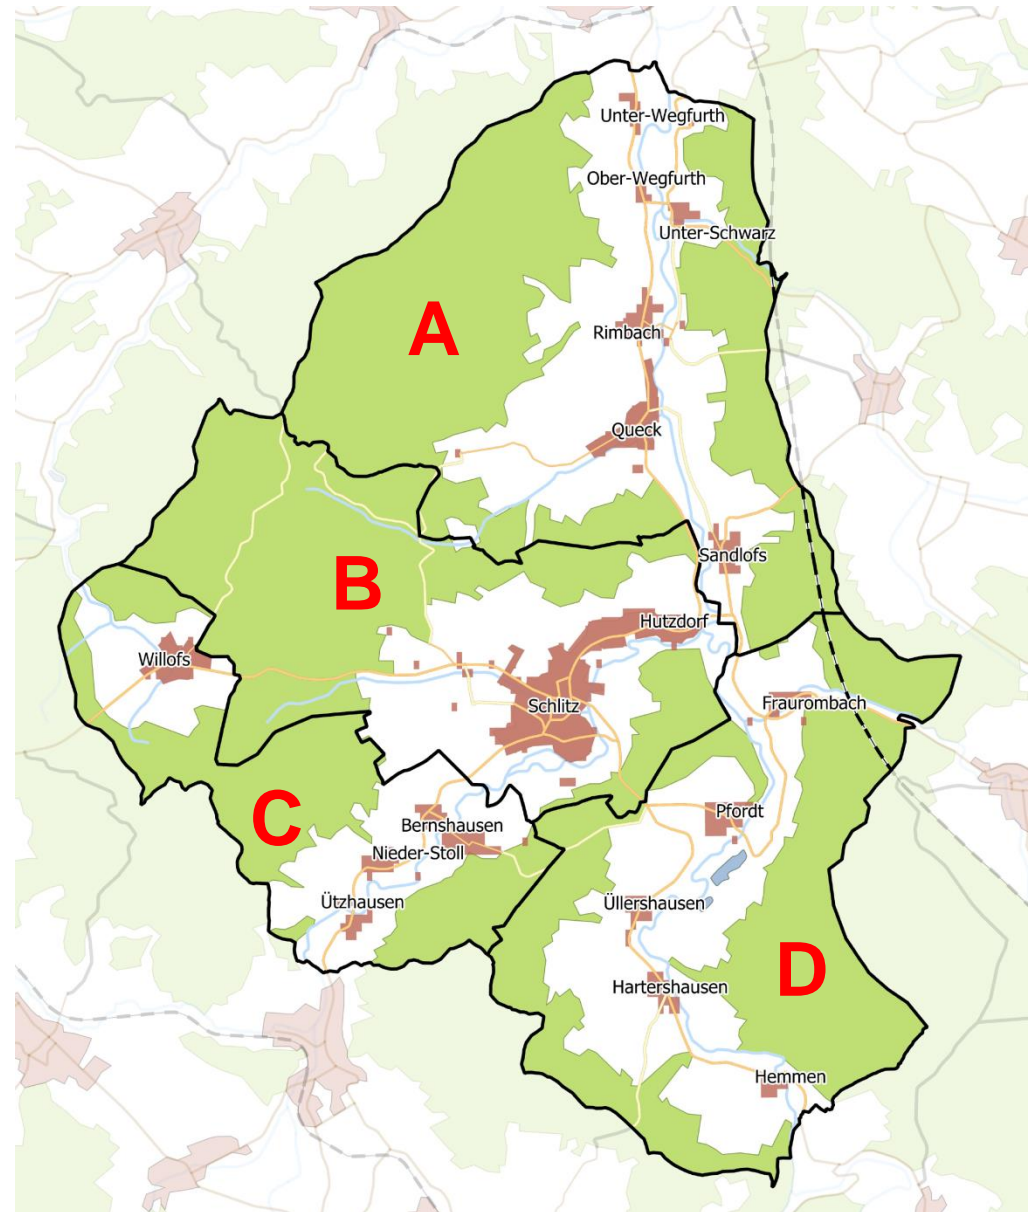 Unter-Wegfurth
Ober-Wegfurth
Unter-Schwarz
A
Rimbach
Queck
Sandlofs
B
Hutzdorf
Willofs
Schlitz
Fraurombach
C
Bernshausen
Pfordt
Nieder-Stoll
Ützhausen
Üllershausen
D
Hartershausen
Hemmen